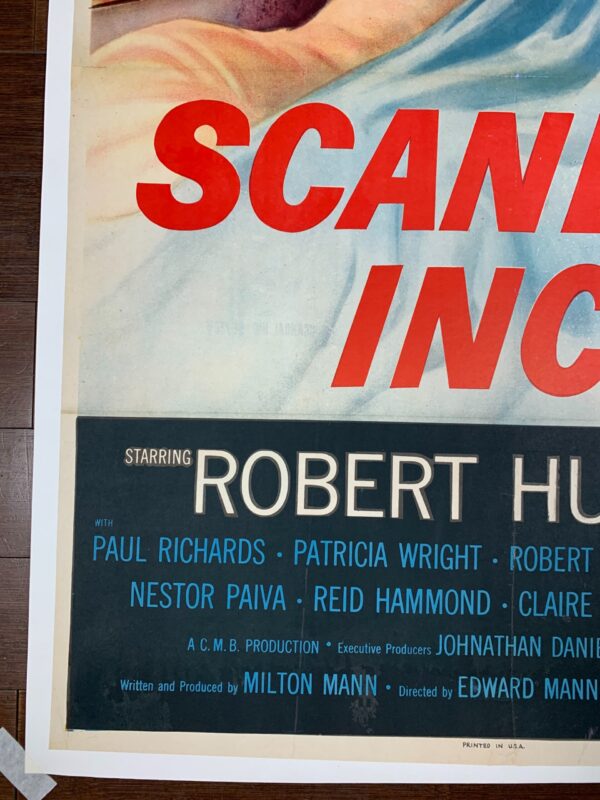 SCAN
INC
STARRING ROBERT HU
WITH
PAUL RICHARDS · PATRICIA WRIGHT · ROBERT
NESTOR PAIVA · REID HAMMOND · CLAIRE
A C. M. B. PRODUCTION • Executive Producers JOHNATHAN DANIE
Written and Produced by MILTON MANN • Directed by EDWARD MANN
PRINTED IN U.S.A.